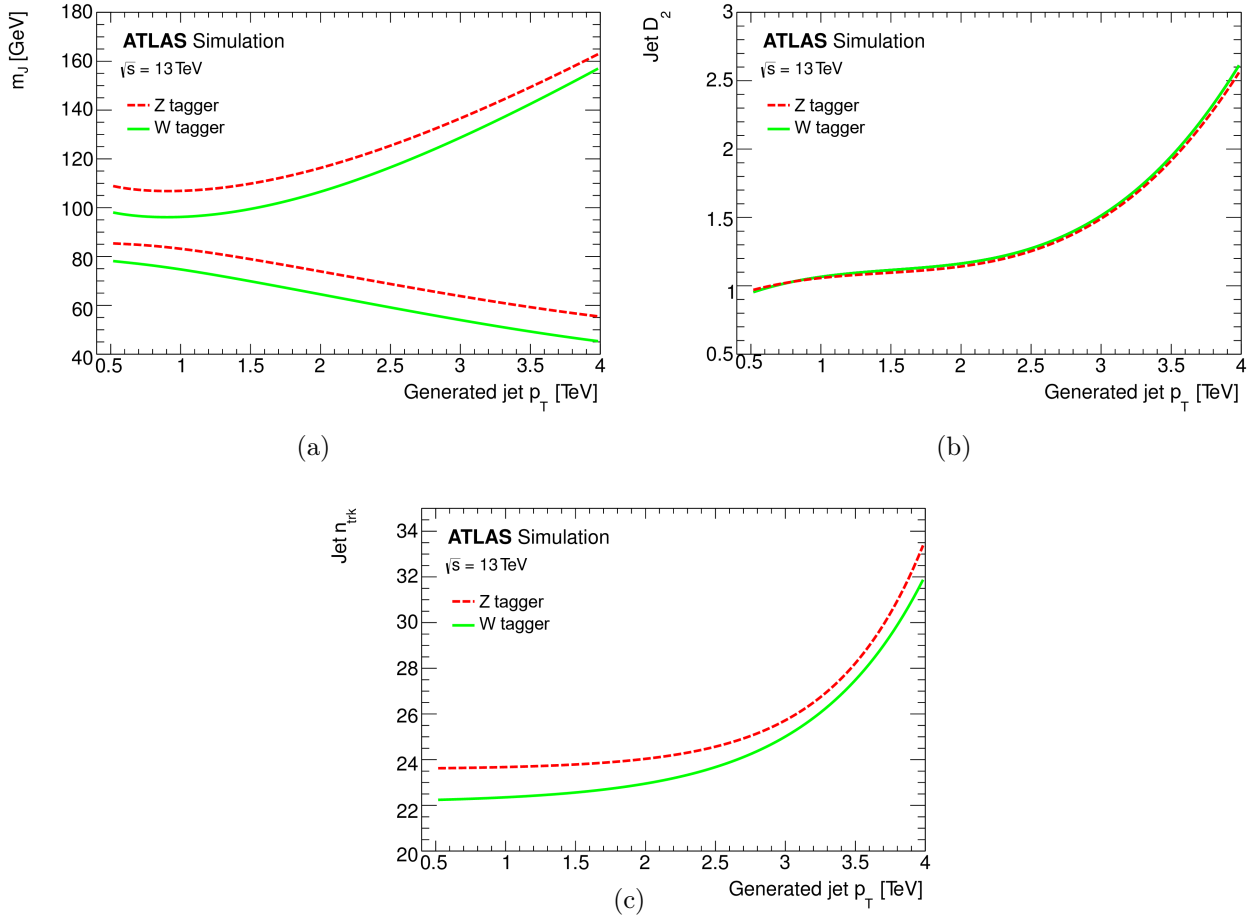 m_J [GeV]
180
160
140
120
100
80
60
40
ATLAS Simulation
√s = 13 TeV
Z tagger
W tagger
0.5 1 1.5 2 2.5 3 3.5 4
Generated jet p_T [TeV]
(a)
Jet D_2
3
2.5
2
1.5
1
0.5
ATLAS Simulation
√s = 13 TeV
Z tagger
W tagger
0.5 1 1.5 2 2.5 3 3.5 4
Generated jet p_T [TeV]
(b)
Jet n_trk
34
32
30
28
26
24
22
20
ATLAS Simulation
√s = 13 TeV
Z tagger
W tagger
0.5 1 1.5 2 2.5 3 3.5 4
Generated jet p_T [TeV]
(c)